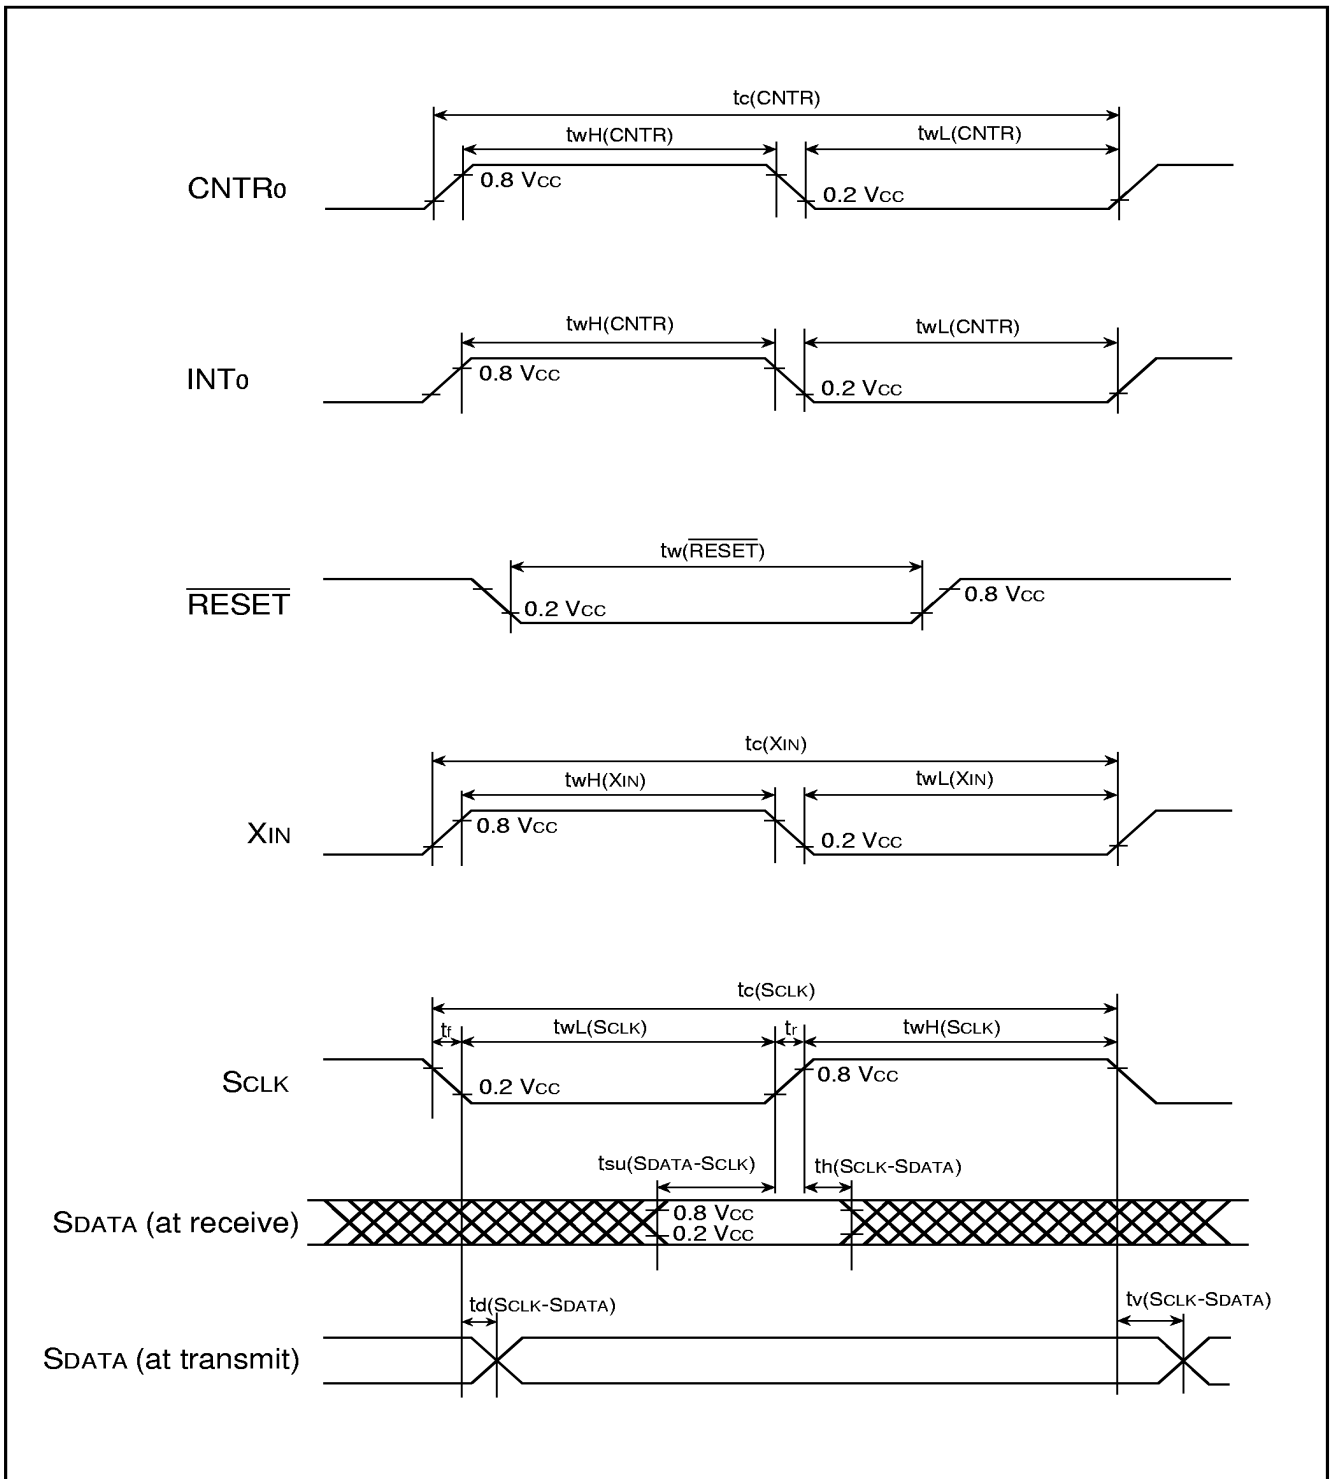 tc(CNTR)
twH(CNTR) twL(CNTR)
CNTR0 0.8 VCC 0.2 VCC
twH(CNTR) twL(CNTR)
INT0 0.8 VCC 0.2 VCC
tw(R̅E̅S̅E̅T̅)
R̅E̅S̅E̅T̅ 0.2 VCC 0.8 VCC
tc(XIN)
twH(XIN) twL(XIN)
XIN 0.8 VCC 0.2 VCC
tc(SCLK)
tf twL(SCLK) tr twH(SCLK)
SCLK 0.2 VCC 0.8 VCC
tsu(SDATA-SCLK) th(SCLK-SDATA)
SDATA (at receive) 0.8 VCC
0.2 VCC
td(SCLK-SDATA) tv(SCLK-SDATA)
SDATA (at transmit)